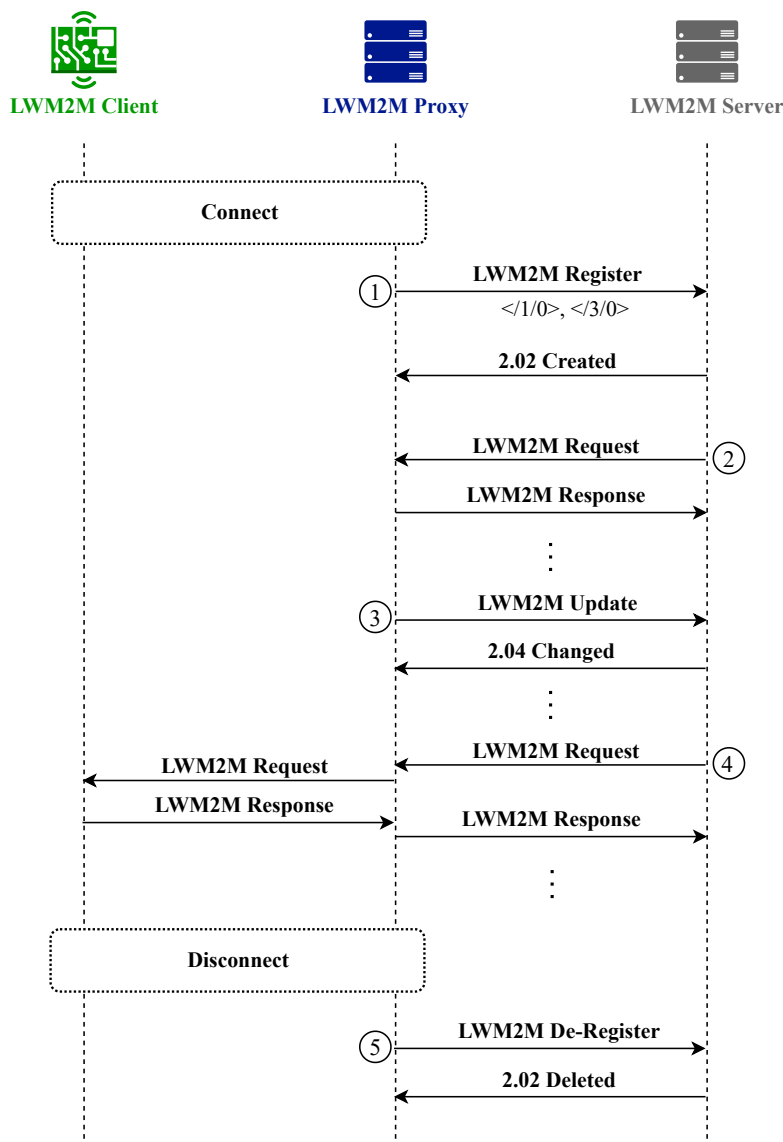 LWM2M Client
LWM2M Proxy
LWM2M Server
Connect
1
LWM2M Register
</1/0>, </3/0>
2.02 Created
LWM2M Request
2
LWM2M Response
3
LWM2M Update
2.04 Changed
LWM2M Request
4
LWM2M Request
LWM2M Response
LWM2M Response
Disconnect
5
LWM2M De-Register
2.02 Deleted